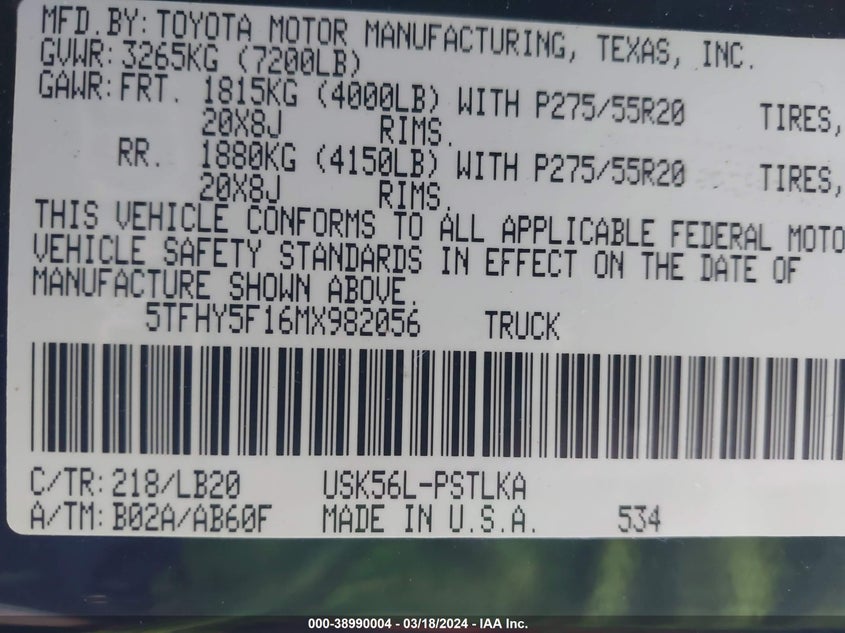 MFD.BY: TOYOTA MOTOR MANUFACTURING, TEXAS, INC.
GVWR: 3265KG (7200LB)
GAWR: FRT. 1815KG (4000LB) WITH P275/55R20 TIRES,
20X8J RIMS.
RR. 1880KG (4150LB) WITH P275/55R20 TIRES,
20X8J RIMS.
THIS VEHICLE CONFORMS TO ALL APPLICABLE FEDERAL MOTO
VEHICLE SAFETY STANDARDS IN EFFECT ON THE DATE OF
MANUFACTURE SHOWN ABOVE.
5TFHY5F16MX982056 TRUCK
C/TR: 218/LB20 USK56L-PSTLKA
A/TM: B02A/AB60F MADE IN U.S.A. 534
000-38990004 - 03/18/2024 - IAA Inc.